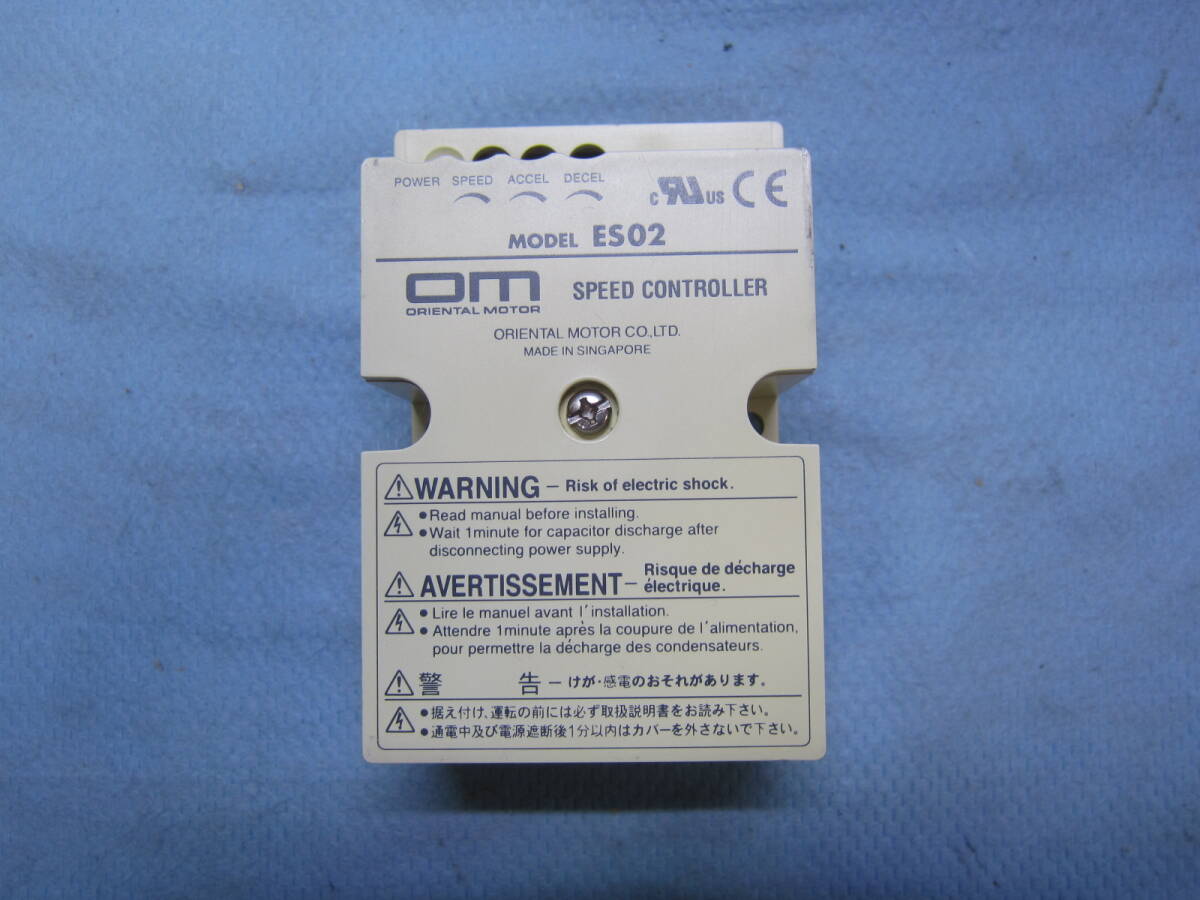 POWER SPEED ACCEL DECEL
c RU US CE
MODEL ES02
OM SPEED CONTROLLER
ORIENTAL MOTOR
ORIENTAL MOTOR CO.,LTD.
MADE IN SINGAPORE
WARNING – Risk of electric shock.
• Read manual before installing.
• Wait 1minute for capacitor discharge after
disconnecting power supply.
AVERTISSEMENT – Risque de décharge
électrique.
• Lire le manuel avant l'installation.
• Attendre 1minute après la coupure de l'alimentation,
pour permettre la décharge des condensateurs.
警 告 – けが・感電のおそれがあります。
• 据え付け、運転の前には必ず取扱説明書をお読み下さい。
• 通電中及び電源遮断後1分以内はカバーを外さないで下さい。